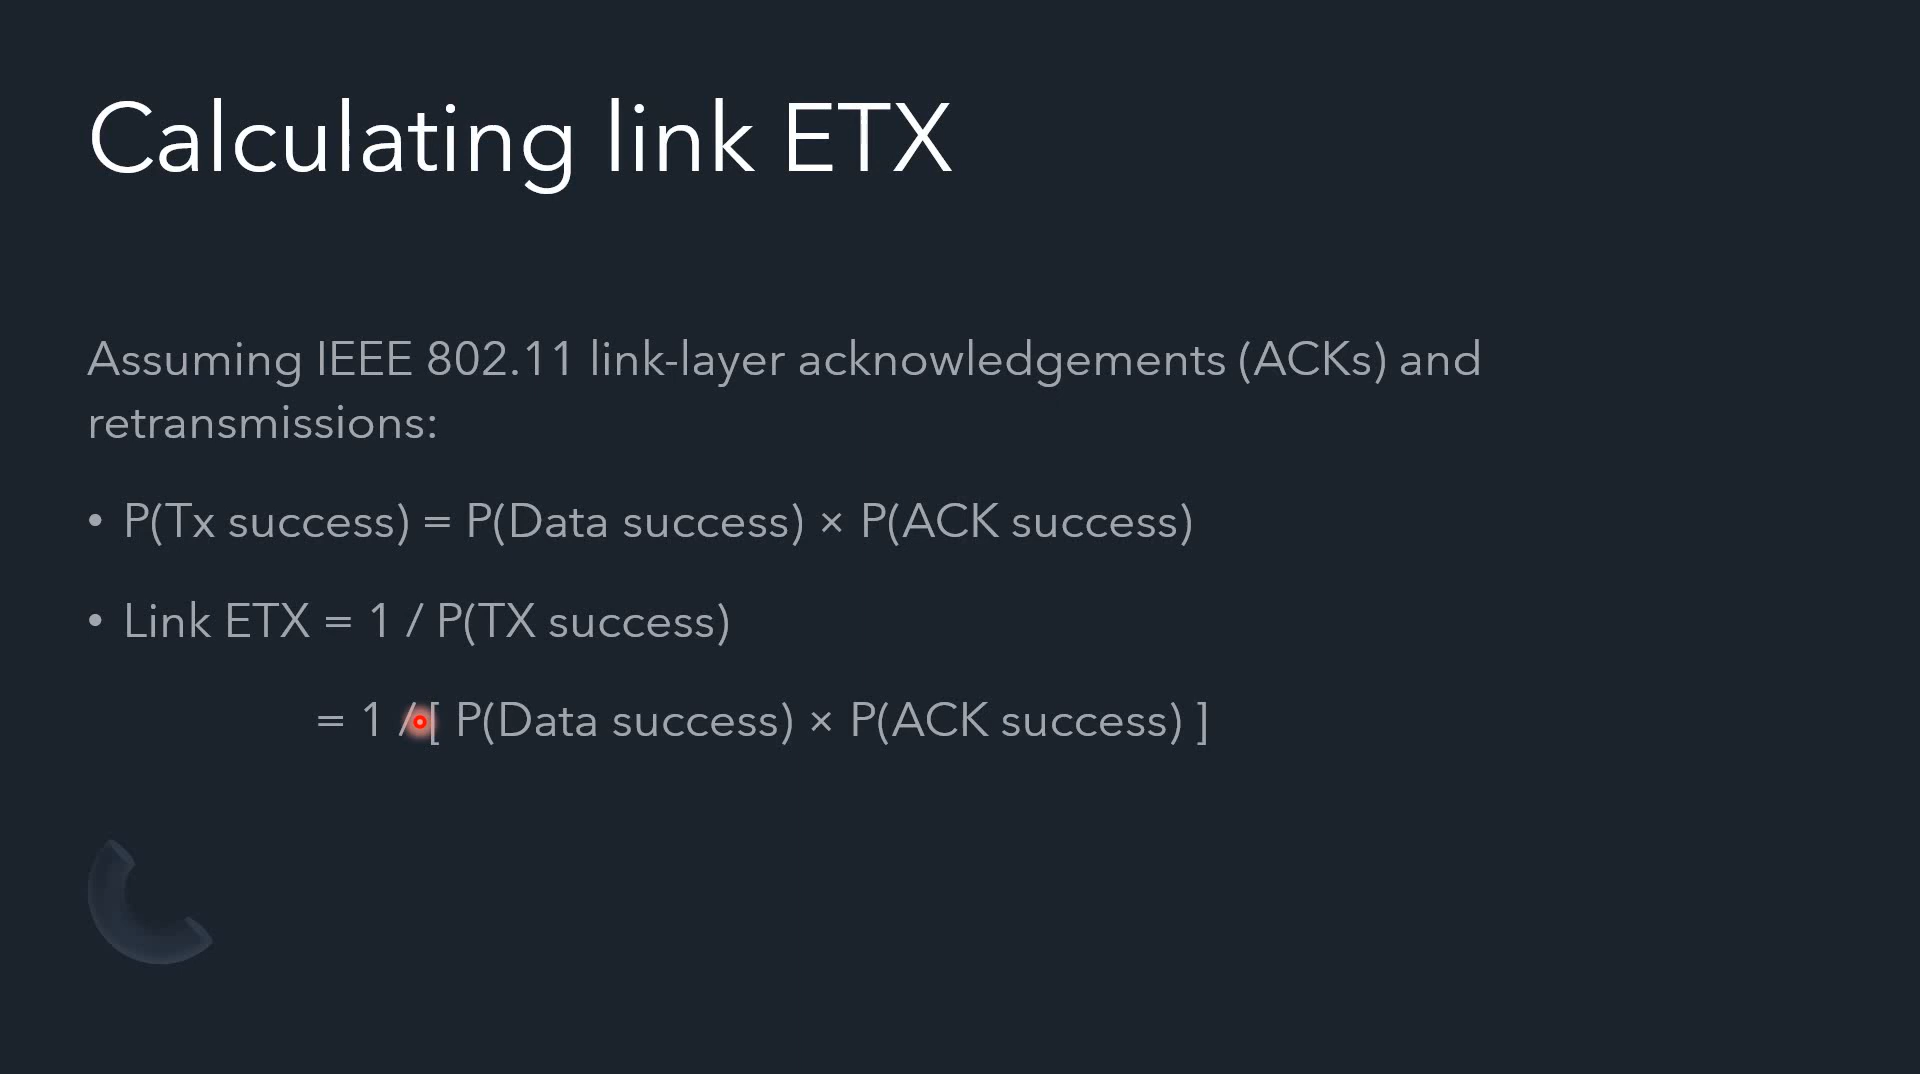 Calculating link ETX
Assuming IEEE 802.11 link-layer acknowledgements (ACKs) and
retransmissions:
• P(Tx success) = P(Data success) × P(ACK success)
• Link ETX = 1 / P(TX success)
= 1 / [ P(Data success) × P(ACK success) ]